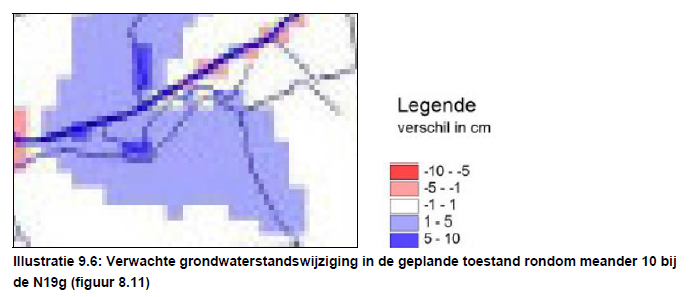 Legende
verschil in cm
-10 - -5
-5 - -1
-1 - 1
1 - 5
5 - 10
Illustratie 9.6: Verwachte grondwaterstandswijziging in de geplande toestand rondom meander 10 bij
de N19g (figuur 8.11)